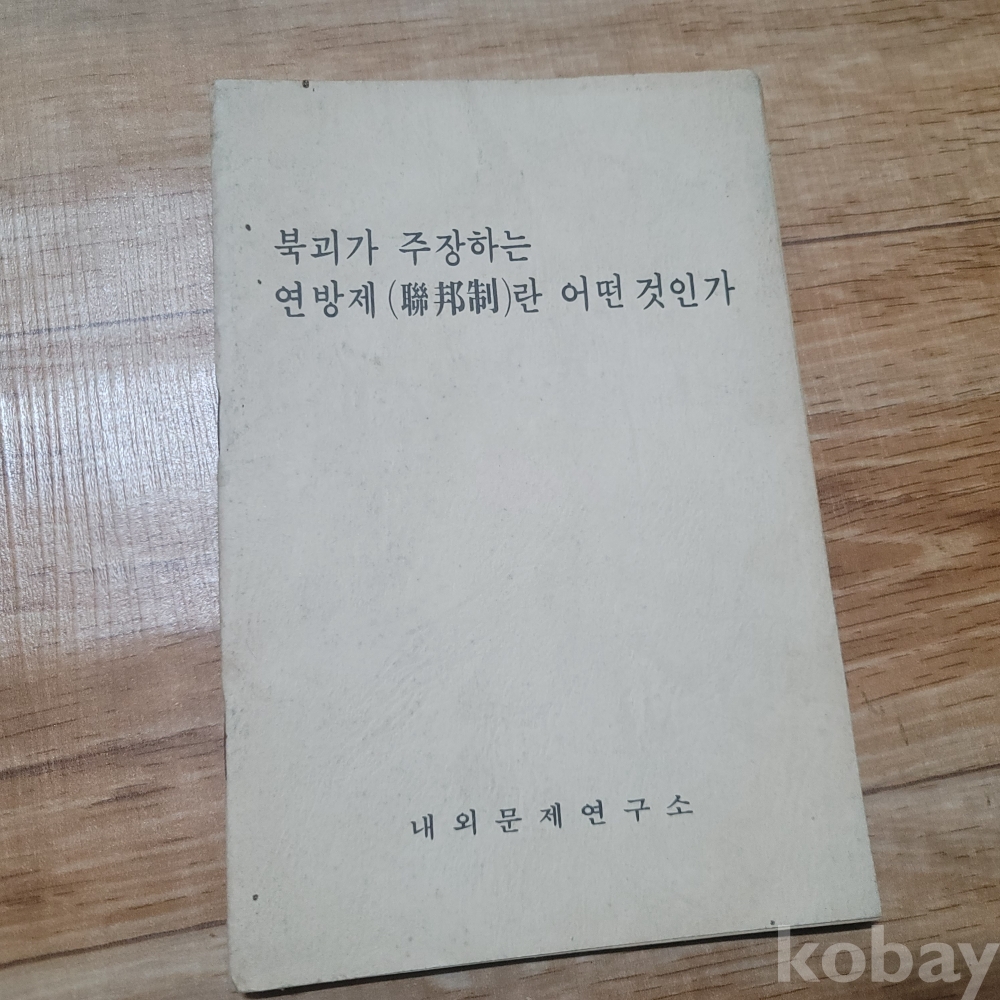 북괴가 주장하는
연방제(聯邦制)란 어떤 것인가
내외문제연구소
kobay